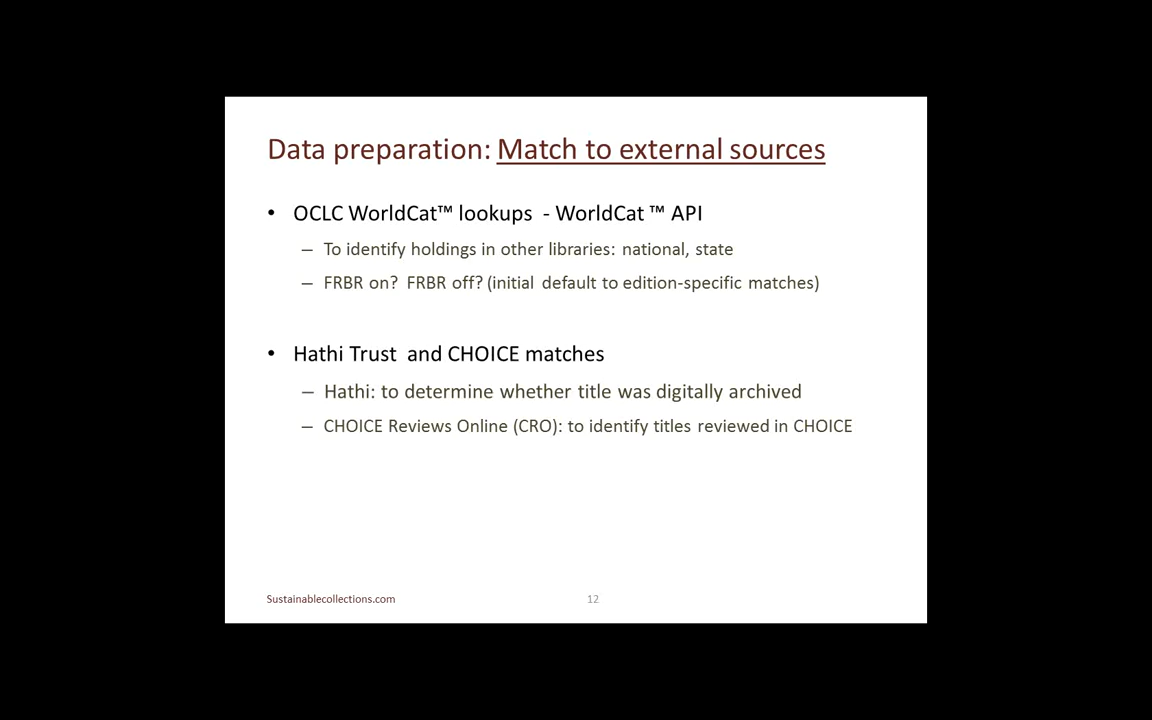 Data preparation: Match to external sources
• OCLC WorldCat™ lookups - WorldCat ™ API
– To identify holdings in other libraries: national, state
– FRBR on? FRBR off? (initial default to edition-specific matches)
• Hathi Trust and CHOICE matches
– Hathi: to determine whether title was digitally archived
– CHOICE Reviews Online (CRO): to identify titles reviewed in CHOICE
Sustainablecollections.com
12